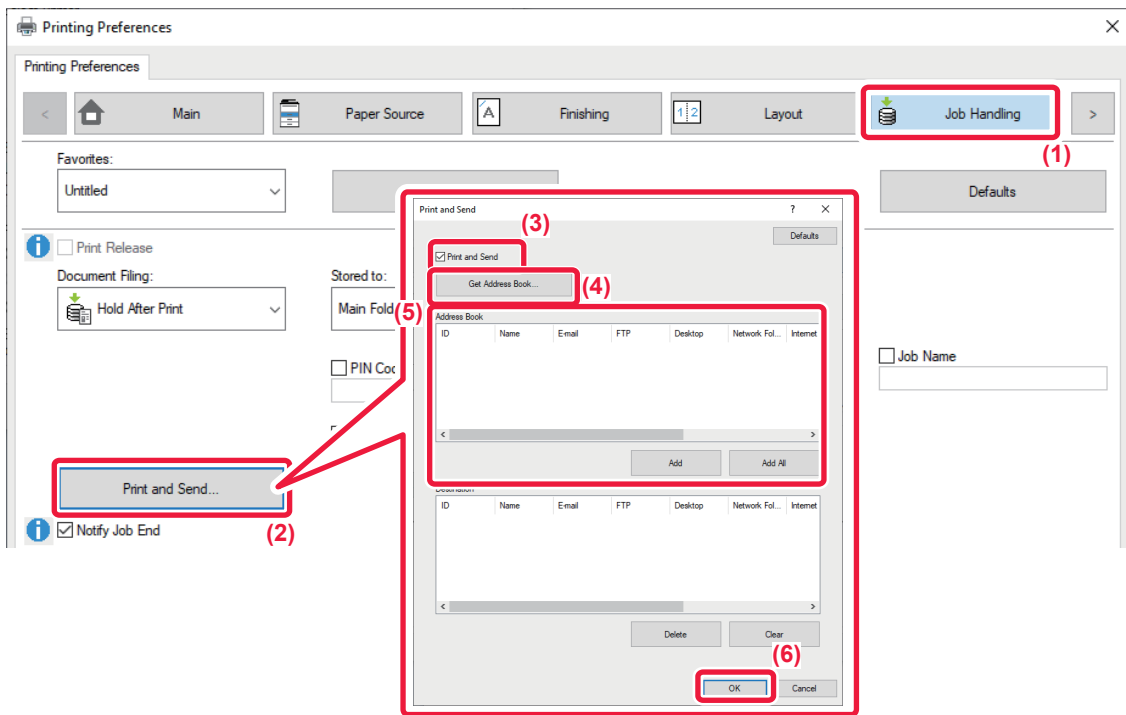 Printing Preferences
Printing Preferences
< Main Paper Source A Finishing 1 2 Layout Job Handling >
(1)
Favorites:
Untitled
Defaults
Print Release
Document Filing:
Hold After Print
Stored to:
Main Fold
PIN Coc
Job Name
Print and Send...
(2)
Notify Job End
Print and Send ?
Defaults
(3)
Print and Send
Get Address Book...
(4)
(5)
Address Book
ID Name E-mail FTP Desktop Network Fol... Internet
< >
Add Add All
Destination
ID Name E-mail FTP Desktop Network Fol... Internet
< >
Delete Clear
(6)
OK Cancel